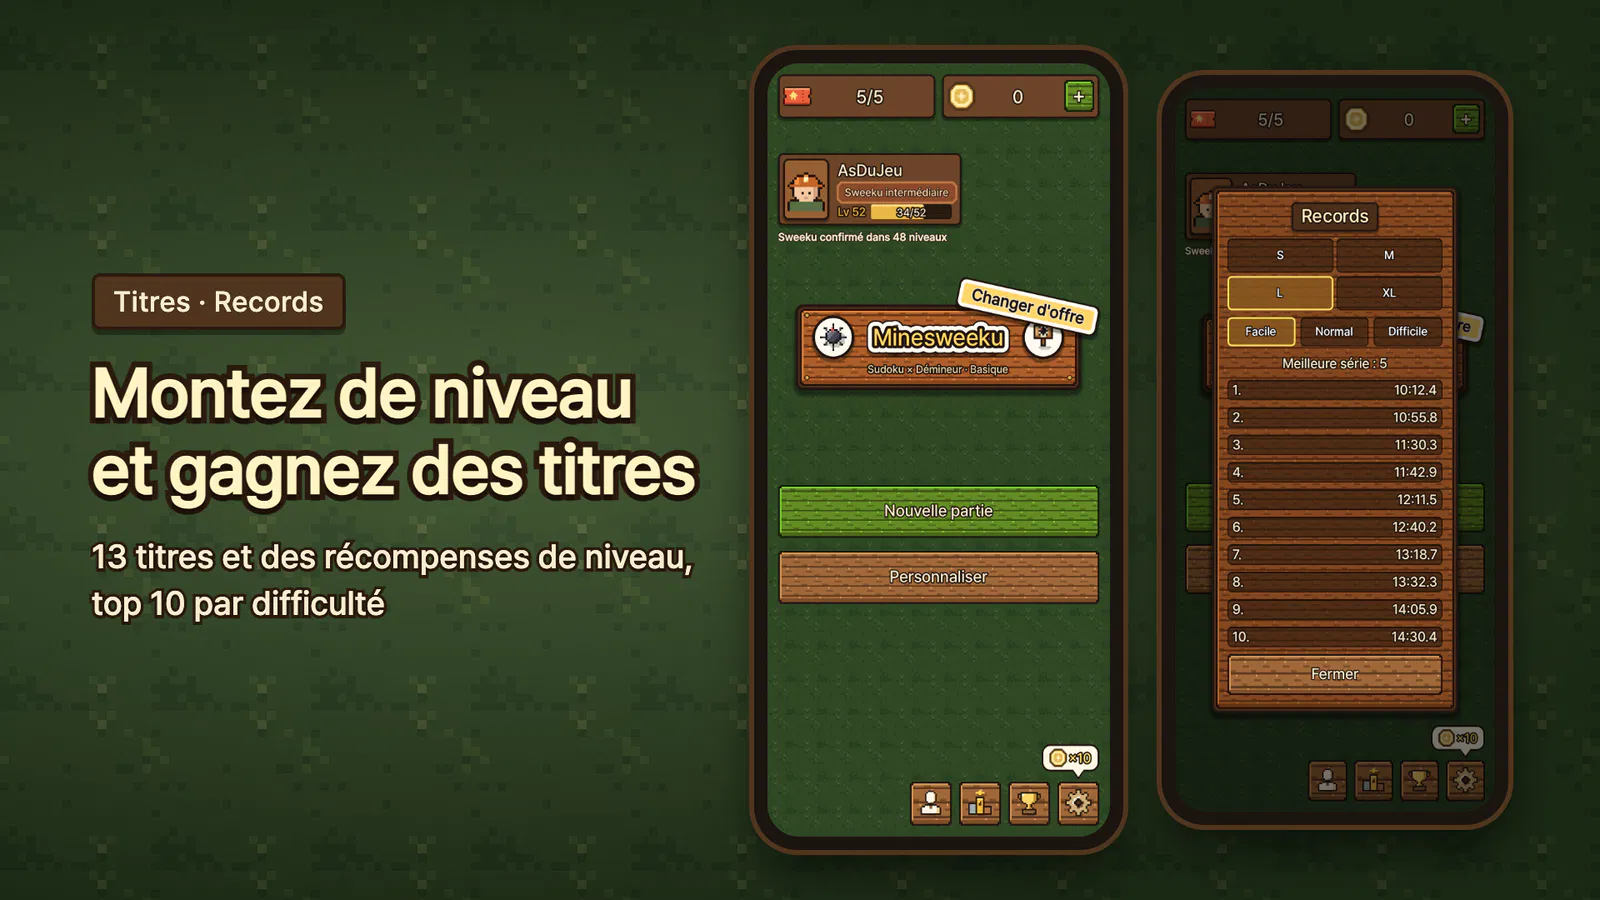 Titres · Records
Montez de niveau
et gagnez des titres
13 titres et des récompenses de niveau,
top 10 par difficulté
5/5
0
AsDuJeu
Sweeku intermédiaire
Lv 52
34/52
Sweeku confirmé dans 48 niveaux
Changer d'offre
Minesweeku
Sudoku × Démineur · Basique
Nouvelle partie
Personnaliser
×10
5/5
0
Sweek
re
Records
S
M
L
XL
Facile
Normal
Difficile
Meilleure série : 5
1. 10:12.4
2. 10:55.8
3. 11:30.3
4. 11:42.9
5. 12:11.5
6. 12:40.2
7. 13:18.7
8. 13:32.3
9. 14:05.9
10. 14:30.4
Fermer
×10